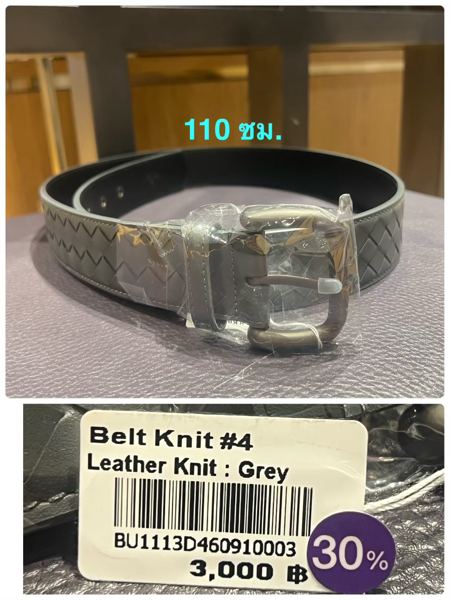 110 ซม.
Belt Knit #4
Leather Knit : Grey
BU1113D460910003
3,000 ฿
30%